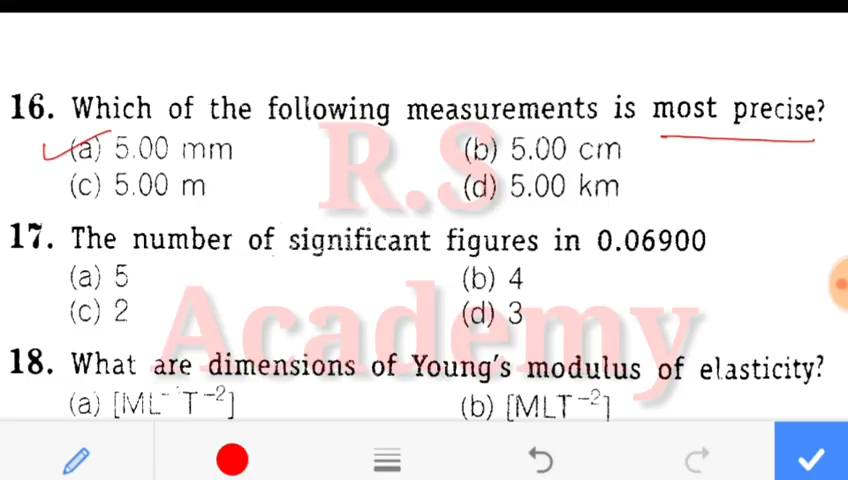 16. Which of the following measurements is most precise?
(a) 5.00 mm (b) 5.00 cm
(c) 5.00 m (d) 5.00 km
17. The number of significant figures in 0.06900
(a) 5 (b) 4
(c) 2 (d) 3
18. What are dimensions of Young's modulus of elasticity?
(a) [ML⁻ T⁻²] (b) [MLT⁻²]
R.S
Academy